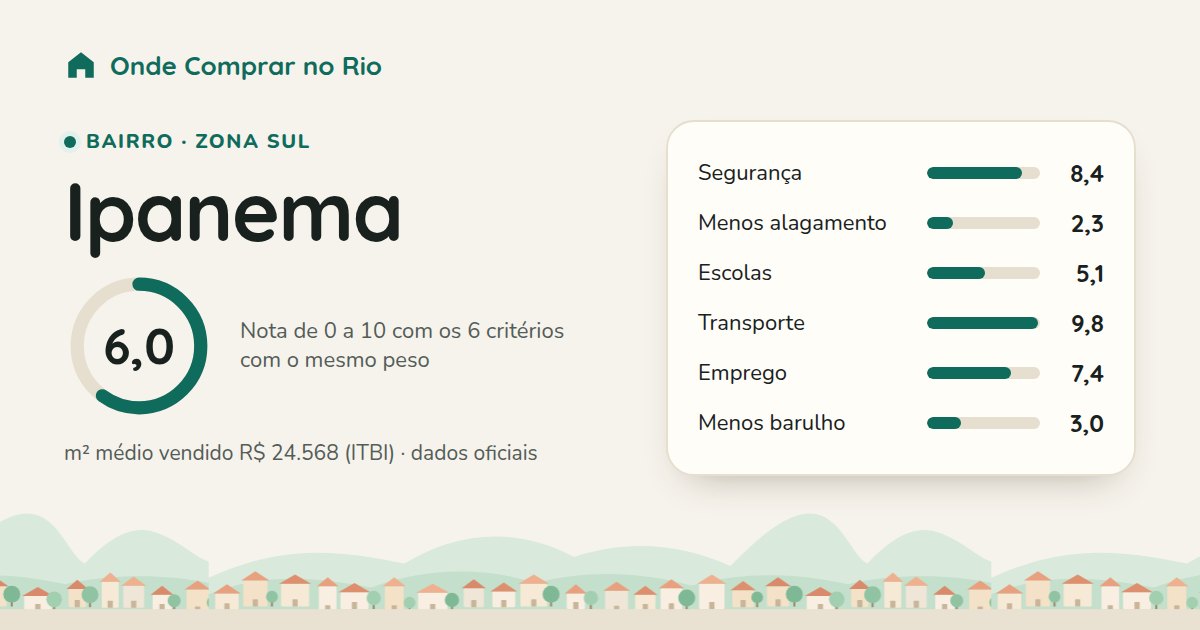 Onde Comprar no Rio
BAIRRO · ZONA SUL
Ipanema
6,0
Nota de 0 a 10 com os 6 critérios
com o mesmo peso
m² médio vendido R$ 24.568 (ITBI) · dados oficiais
Segurança 8,4
Menos alagamento 2,3
Escolas 5,1
Transporte 9,8
Emprego 7,4
Menos barulho 3,0